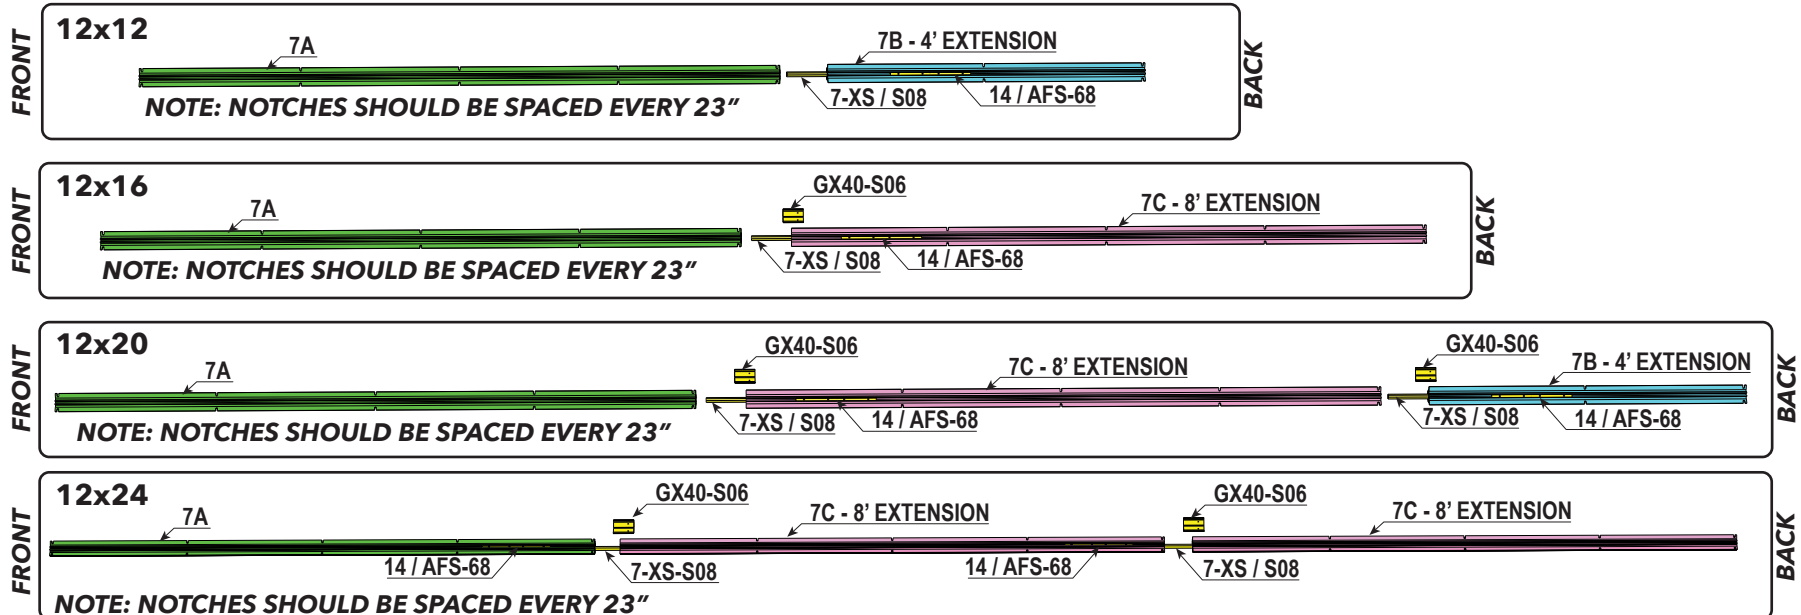 12x12
FRONT
7A
7B - 4’ EXTENSION
BACK
7-XS / S08
14 / AFS-68
NOTE: NOTCHES SHOULD BE SPACED EVERY 23”
12x16
FRONT
7A
GX40-S06
7C - 8’ EXTENSION
BACK
7-XS / S08
14 / AFS-68
NOTE: NOTCHES SHOULD BE SPACED EVERY 23”
12x20
FRONT
7A
GX40-S06
7C - 8’ EXTENSION
GX40-S06
7B - 4’ EXTENSION
BACK
7-XS / S08
14 / AFS-68
7-XS / S08
14 / AFS-68
NOTE: NOTCHES SHOULD BE SPACED EVERY 23”
12x24
FRONT
7A
GX40-S06
7C - 8’ EXTENSION
GX40-S06
7C - 8’ EXTENSION
BACK
14 / AFS-68
7-XS-S08
14 / AFS-68
7-XS / S08
NOTE: NOTCHES SHOULD BE SPACED EVERY 23”